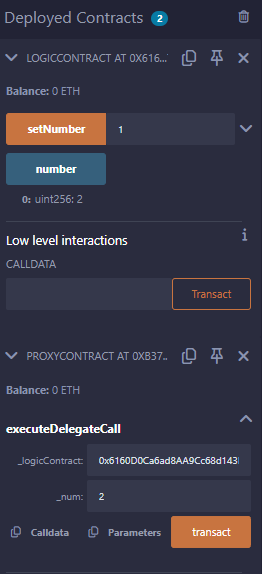 Deployed Contracts 2
LOGICCONTRACT AT 0X616...
Balance: 0 ETH
setNumber 1
number
0: uint256: 2
Low level interactions
CALLDATA
Transact
PROXYCONTRACT AT 0XB37...
Balance: 0 ETH
executeDelegateCall
_logicContract: 0x6160D0Ca6ad8AA9Cc68d143
_num: 2
Calldata Parameters transact